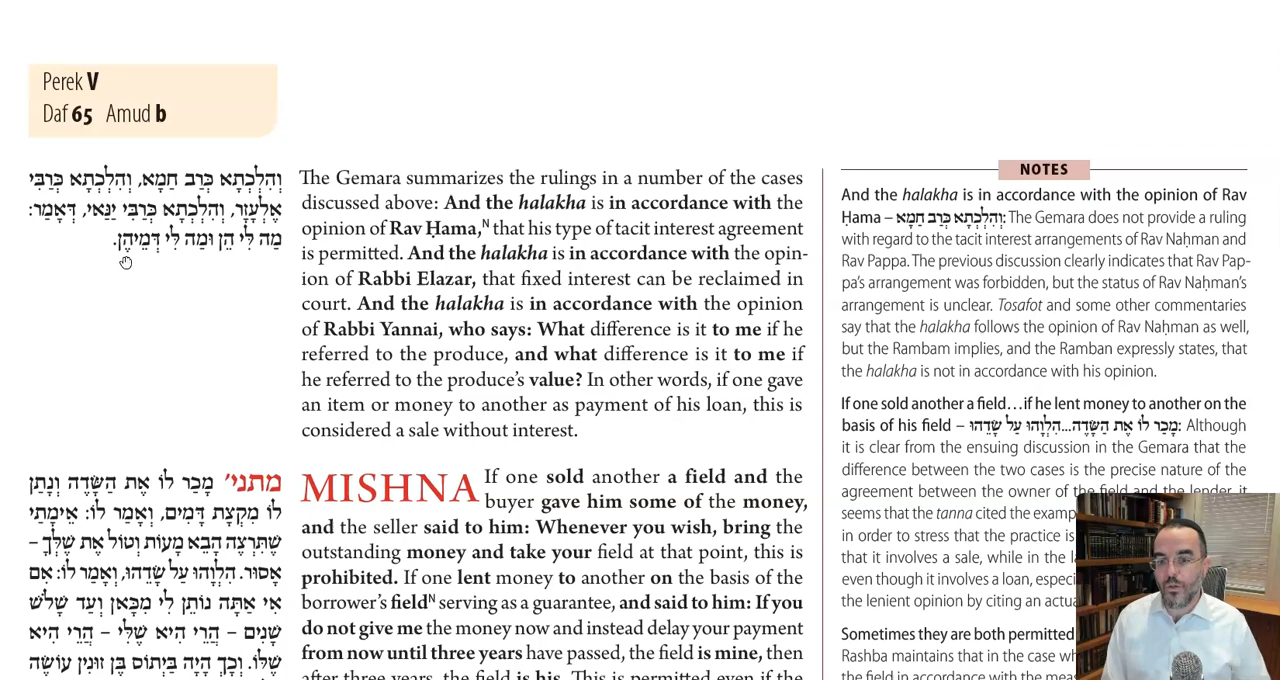 Perek V
Daf 65 Amud b
וְהִלְכְתָא כְּרַב חָמָא, וְהִלְכְתָא כְּרַבִּי
אֶלְעָזָר, וְהִלְכְתָא כְּרַבִּי יַנַּאי, דְּאָמַר:
מַה לִּי הֵן וּמַה לִּי דְּמֵיהֶן.
מתני׳ מָכַר לוֹ אֶת הַשָּׂדֶה וְנָתַן
לוֹ מִקְצָת דָּמִים, וְאָמַר לוֹ: אֵימָתַי
שֶׁתִּרְצֶה הָבֵא מָעוֹת וְטוֹל אֶת שֶׁלְּךָ –
אָסוּר. הִלְוָהוּ עַל שָׂדֵהוּ, וְאָמַר לוֹ: אִם
אִי אַתָּה נוֹתֵן לִי מִכָּאן וְעַד שָׁלֹשׁ
שָׁנִים – הֲרֵי הִיא שֶׁלִּי – הֲרֵי הִיא
שֶׁלּוֹ. וְכָךְ הָיָה בַּיְתוֹס בֶּן זוּנִין עוֹשֶׂה
The Gemara summarizes the rulings in a number of the cases
discussed above: And the halakha is in accordance with the
opinion of Rav Ḥama,ᴺ that his type of tacit interest agreement
is permitted. And the halakha is in accordance with the opin-
ion of Rabbi Elazar, that fixed interest can be reclaimed in
court. And the halakha is in accordance with the opinion
of Rabbi Yannai, who says: What difference is it to me if he
referred to the produce, and what difference is it to me if
he referred to the produce's value? In other words, if one gave
an item or money to another as payment of his loan, this is
considered a sale without interest.
MISHNA If one sold another a field and the
buyer gave him some of the money,
and the seller said to him: Whenever you wish, bring the
outstanding money and take your field at that point, this is
prohibited. If one lent money to another on the basis of the
borrower's fieldᴺ serving as a guarantee, and said to him: If you
do not give me the money now and instead delay your payment
from now until three years have passed, the field is mine, then
after three years, the field is his. This is permitted even if the
NOTES
And the halakha is in accordance with the opinion of Rav
Ḥama – וְהִלְכְתָא כְּרַב חָמָא: The Gemara does not provide a ruling
with regard to the tacit interest arrangements of Rav Naḥman and
Rav Pappa. The previous discussion clearly indicates that Rav Pap-
pa's arrangement was forbidden, but the status of Rav Naḥman's
arrangement is unclear. Tosafot and some other commentaries
say that the halakha follows the opinion of Rav Naḥman as well,
but the Rambam implies, and the Ramban expressly states, that
the halakha is not in accordance with his opinion.
If one sold another a field…if he lent money to another on the
basis of his field – מָכַר לוֹ אֶת הַשָּׂדֶה...הִלְוָהוּ עַל שָׂדֵהוּ: Although
it is clear from the ensuing discussion in the Gemara that the
difference between the two cases is the precise nature of the
agreement between the owner of the field and the lender, it
seems that the tanna cited the examp
in order to stress that the practice is
that it involves a sale, while in the l
even though it involves a loan, especi
the lenient opinion by citing an actua
Sometimes they are both permitted
Rashba maintains that in the case wh
the field in accordance with the meas